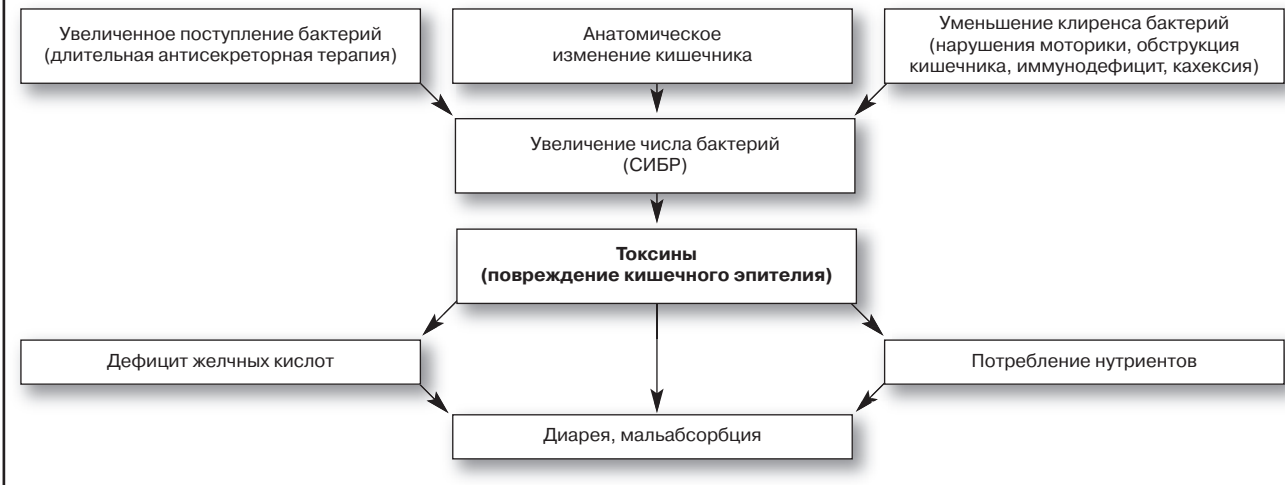 Увеличенное поступление бактерий
(длительная антисекреторная терапия)
Анатомическое
изменение кишечника
Уменьшение клиренса бактерий
(нарушения моторики, обструкция
кишечника, иммунодефицит, кахексия)
Увеличение числа бактерий
(СИБР)
Токсины
(повреждение кишечного эпителия)
Дефицит желчных кислот
Потребление нутриентов
Диарея, мальабсорбция